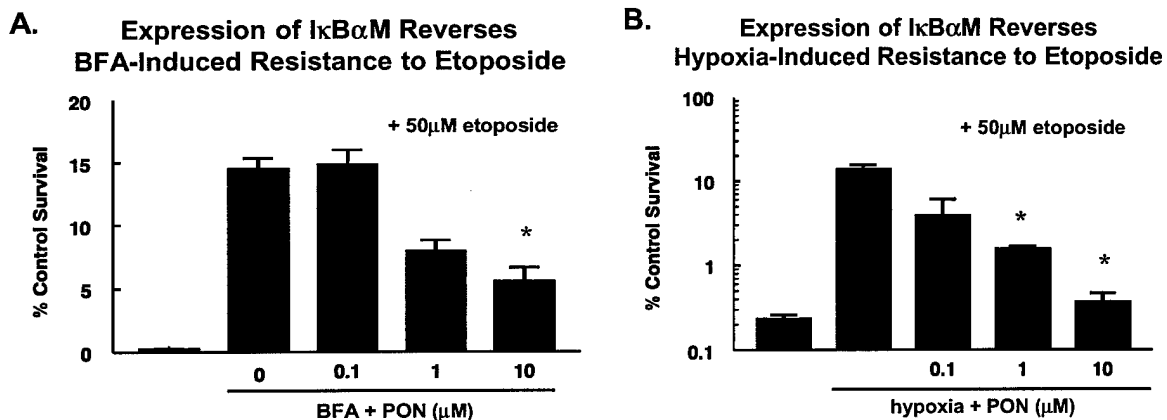 A.
Expression of IκBαM Reverses
BFA-Induced Resistance to Etoposide
+ 50μM etoposide
% Control Survival
20
15
10
5
0
0 0.1 1 10
*
BFA + PON (μM)
B.
Expression of IκBαM Reverses
Hypoxia-Induced Resistance to Etoposide
+ 50μM etoposide
% Control Survival
100
10
1
0.1
* *
0.1 1 10
hypoxia + PON (μM)